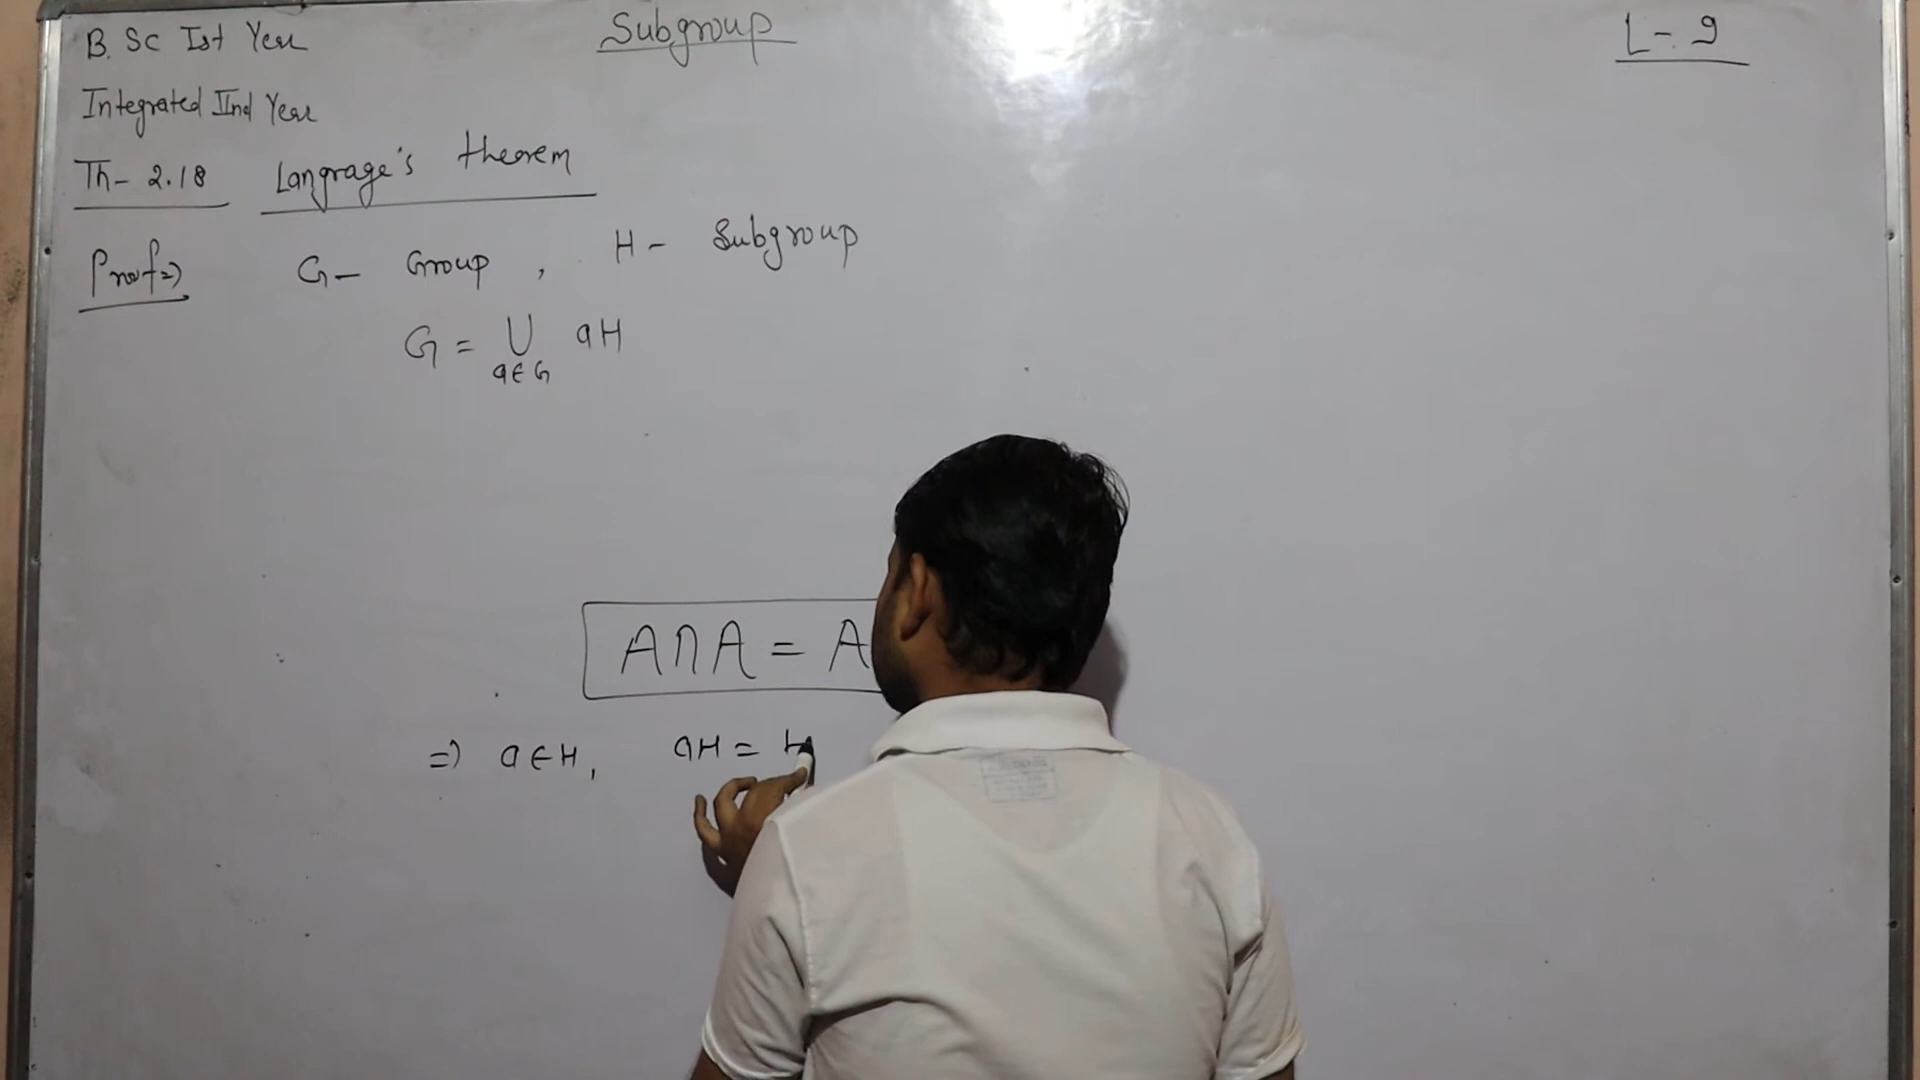 B. Sc Ist Year
Subgroup
L - 9
Integrated IInd Year
Th - 2.18 Langrage's theorem
Proof => G - Group , H - Subgroup
G = ∪ aH
a∈G
A∩A = A
=> a∈H, aH = H